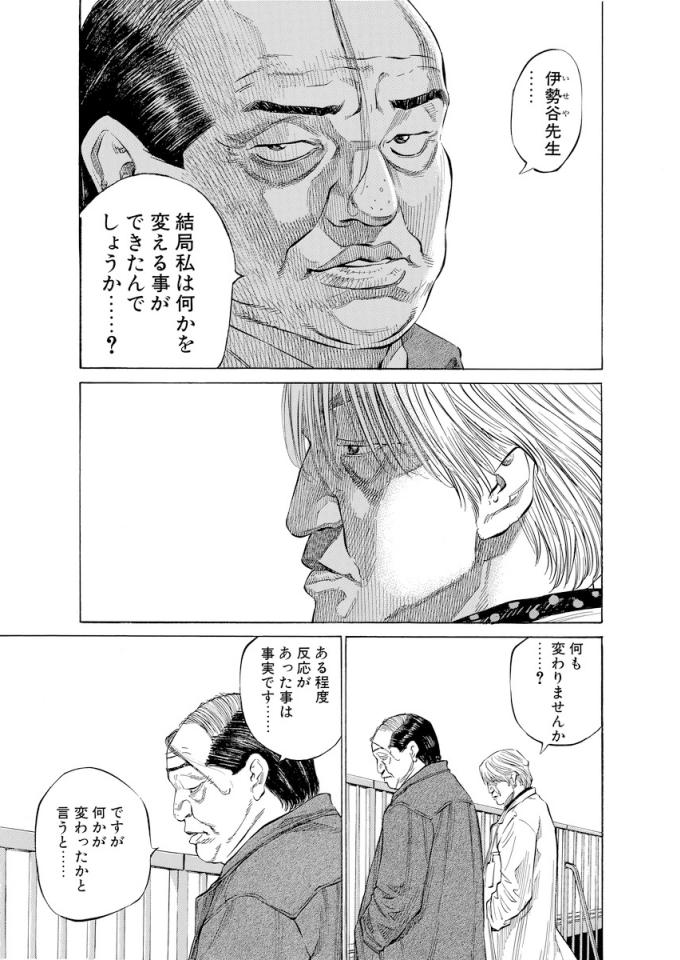 伊勢谷先生
いせや
……
結局私は何かを
変える事が
できたんで
しょうか……？
何も
変わりませんか
……？
ある程度
反応が
あった事は
事実です……
ですが
何かが
変わったかと
言うと……